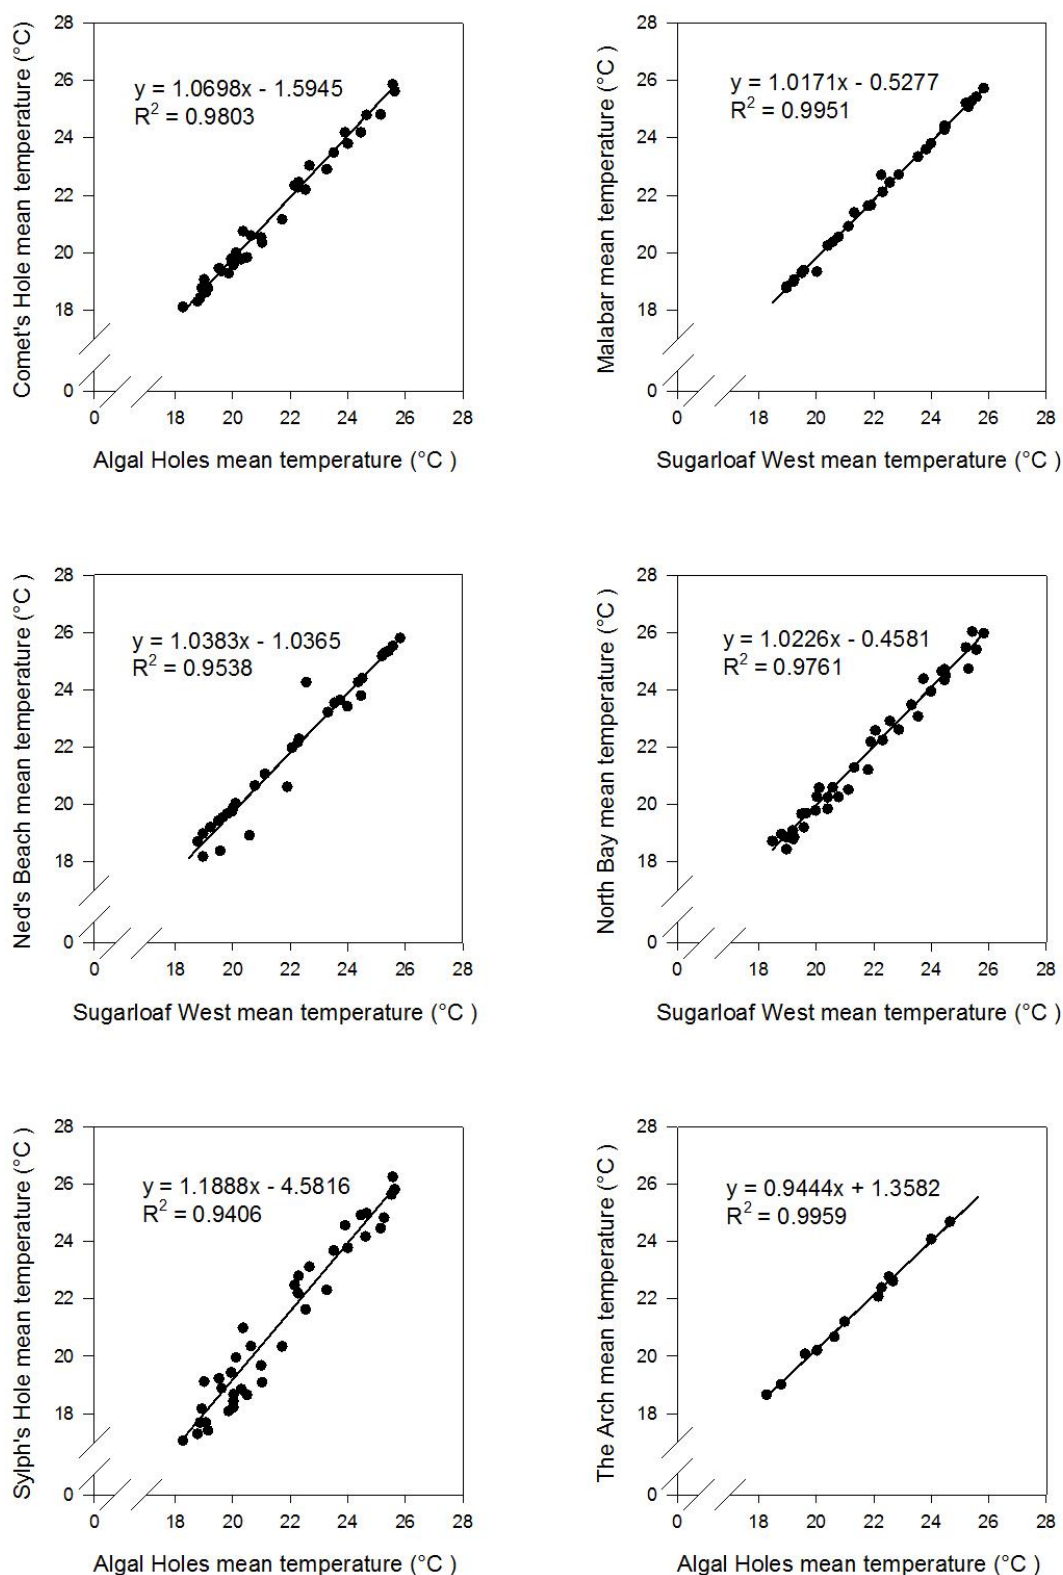 28
26
24
22
20
18
0
Comet's Hole mean temperature (°C )
y = 1.0698x - 1.5945
R² = 0.9803
0 18 20 22 24 26 28
Algal Holes mean temperature (°C )
28
26
24
22
20
18
0
Malabar mean temperature (°C )
y = 1.0171x - 0.5277
R² = 0.9951
0 18 20 22 24 26 28
Sugarloaf West mean temperature (°C )
28
26
24
22
20
18
0
Ned's Beach mean temperature (°C )
y = 1.0383x - 1.0365
R² = 0.9538
0 18 20 22 24 26 28
Sugarloaf West mean temperature (°C )
28
26
24
22
20
18
0
North Bay mean temperature (°C )
y = 1.0226x - 0.4581
R² = 0.9761
0 18 20 22 24 26 28
Sugarloaf West mean temperature (°C )
28
26
24
22
20
18
0
Sylph's Hole mean temperature (°C )
y = 1.1888x - 4.5816
R² = 0.9406
0 18 20 22 24 26 28
Algal Holes mean temperature (°C )
28
26
24
22
20
18
0
The Arch mean temperature (°C )
y = 0.9444x + 1.3582
R² = 0.9959
0 18 20 22 24 26 28
Algal Holes mean temperature (°C )